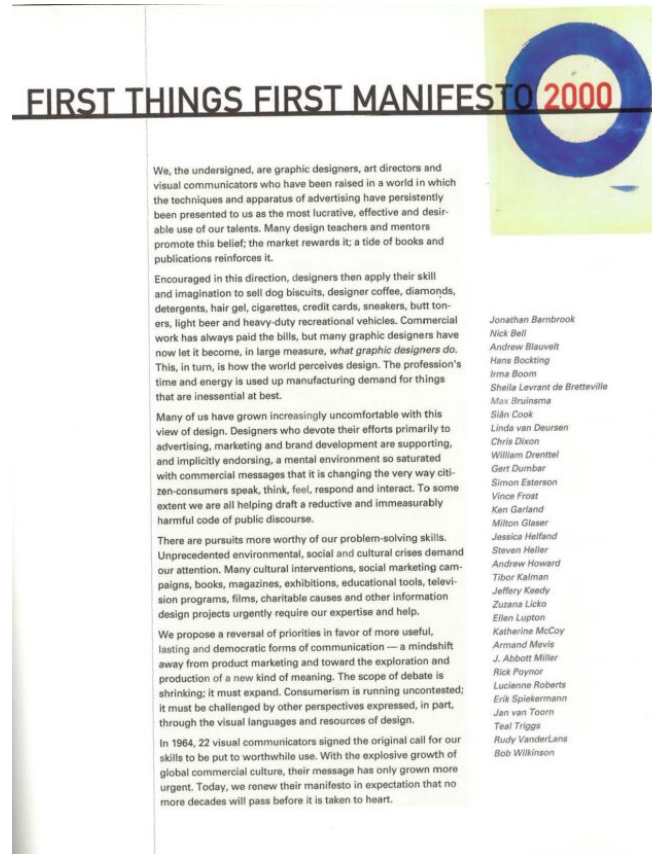 FIRST THINGS FIRST MANIFESTO 2000
We, the undersigned, are graphic designers, art directors and
visual communicators who have been raised in a world in which
the techniques and apparatus of advertising have persistently
been presented to us as the most lucrative, effective and desir-
able use of our talents. Many design teachers and mentors
promote this belief; the market rewards it; a tide of books and
publications reinforces it.
Encouraged in this direction, designers then apply their skill
and imagination to sell dog biscuits, designer coffee, diamonds,
detergents, hair gel, cigarettes, credit cards, sneakers, butt ton-
ers, light beer and heavy-duty recreational vehicles. Commercial
work has always paid the bills, but many graphic designers have
now let it become, in large measure, what graphic designers do.
This, in turn, is how the world perceives design. The profession's
time and energy is used up manufacturing demand for things
that are inessential at best.
Many of us have grown increasingly uncomfortable with this
view of design. Designers who devote their efforts primarily to
advertising, marketing and brand development are supporting,
and implicitly endorsing, a mental environment so saturated
with commercial messages that it is changing the very way citi-
zen-consumers speak, think, feel, respond and interact. To some
extent we are all helping draft a reductive and immeasurably
harmful code of public discourse.
There are pursuits more worthy of our problem-solving skills.
Unprecedented environmental, social and cultural crises demand
our attention. Many cultural interventions, social marketing cam-
paigns, books, magazines, exhibitions, educational tools, televi-
sion programs, films, charitable causes and other information
design projects urgently require our expertise and help.
We propose a reversal of priorities in favor of more useful,
lasting and democratic forms of communication — a mindshift
away from product marketing and toward the exploration and
production of a new kind of meaning. The scope of debate is
shrinking; it must expand. Consumerism is running uncontested;
it must be challenged by other perspectives expressed, in part,
through the visual languages and resources of design.
In 1964, 22 visual communicators signed the original call for our
skills to be put to worthwhile use. With the explosive growth of
global commercial culture, their message has only grown more
urgent. Today, we renew their manifesto in expectation that no
more decades will pass before it is taken to heart.
Jonathan Barnbrook
Nick Bell
Andrew Blauvelt
Hans Bockting
Irma Boom
Sheila Levrant de Bretteville
Max Bruinsma
Siân Cook
Linda van Deursen
Chris Dixon
William Drenttel
Gert Dumbar
Simon Esterson
Vince Frost
Ken Garland
Milton Glaser
Jessica Helfand
Steven Heller
Andrew Howard
Tibor Kalman
Jeffery Keedy
Zuzana Licko
Ellen Lupton
Katherine McCoy
Armand Mevis
J. Abbott Miller
Rick Poynor
Lucienne Roberts
Erik Spiekermann
Jan van Toorn
Teal Triggs
Rudy VanderLans
Bob Wilkinson